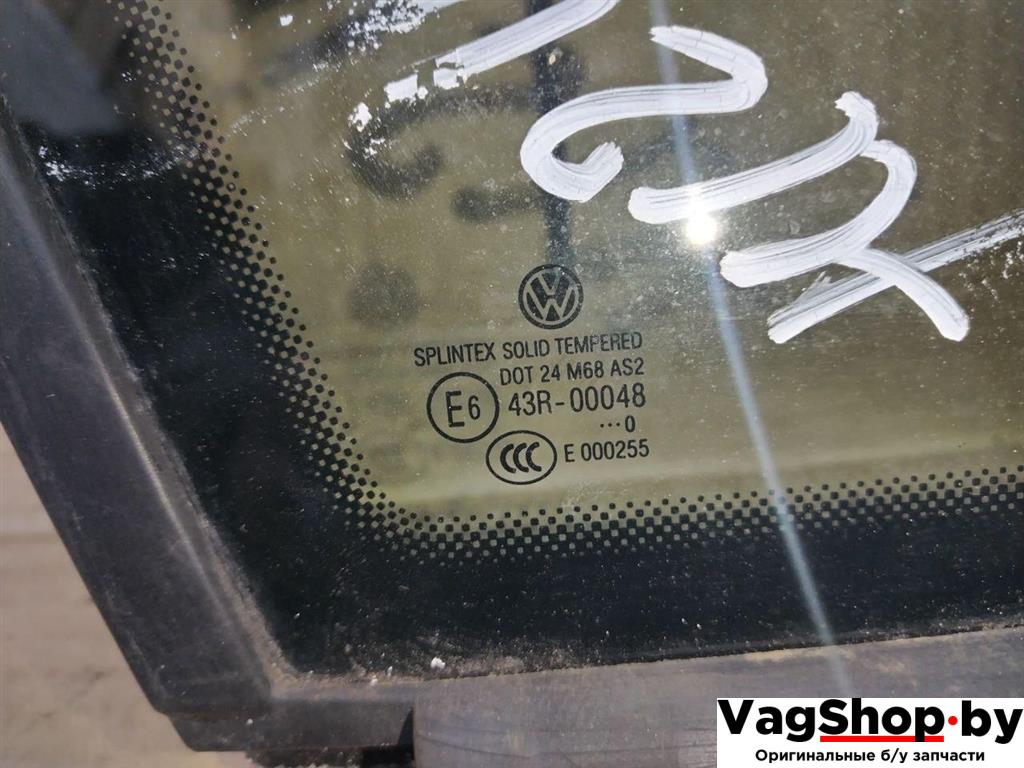 SPLINTEX SOLID TEMPERED
DOT 24 M68 AS2
E6 43R-00048
...0
CCC E 000255
VagShop.by
Оригинальные б/у запчасти